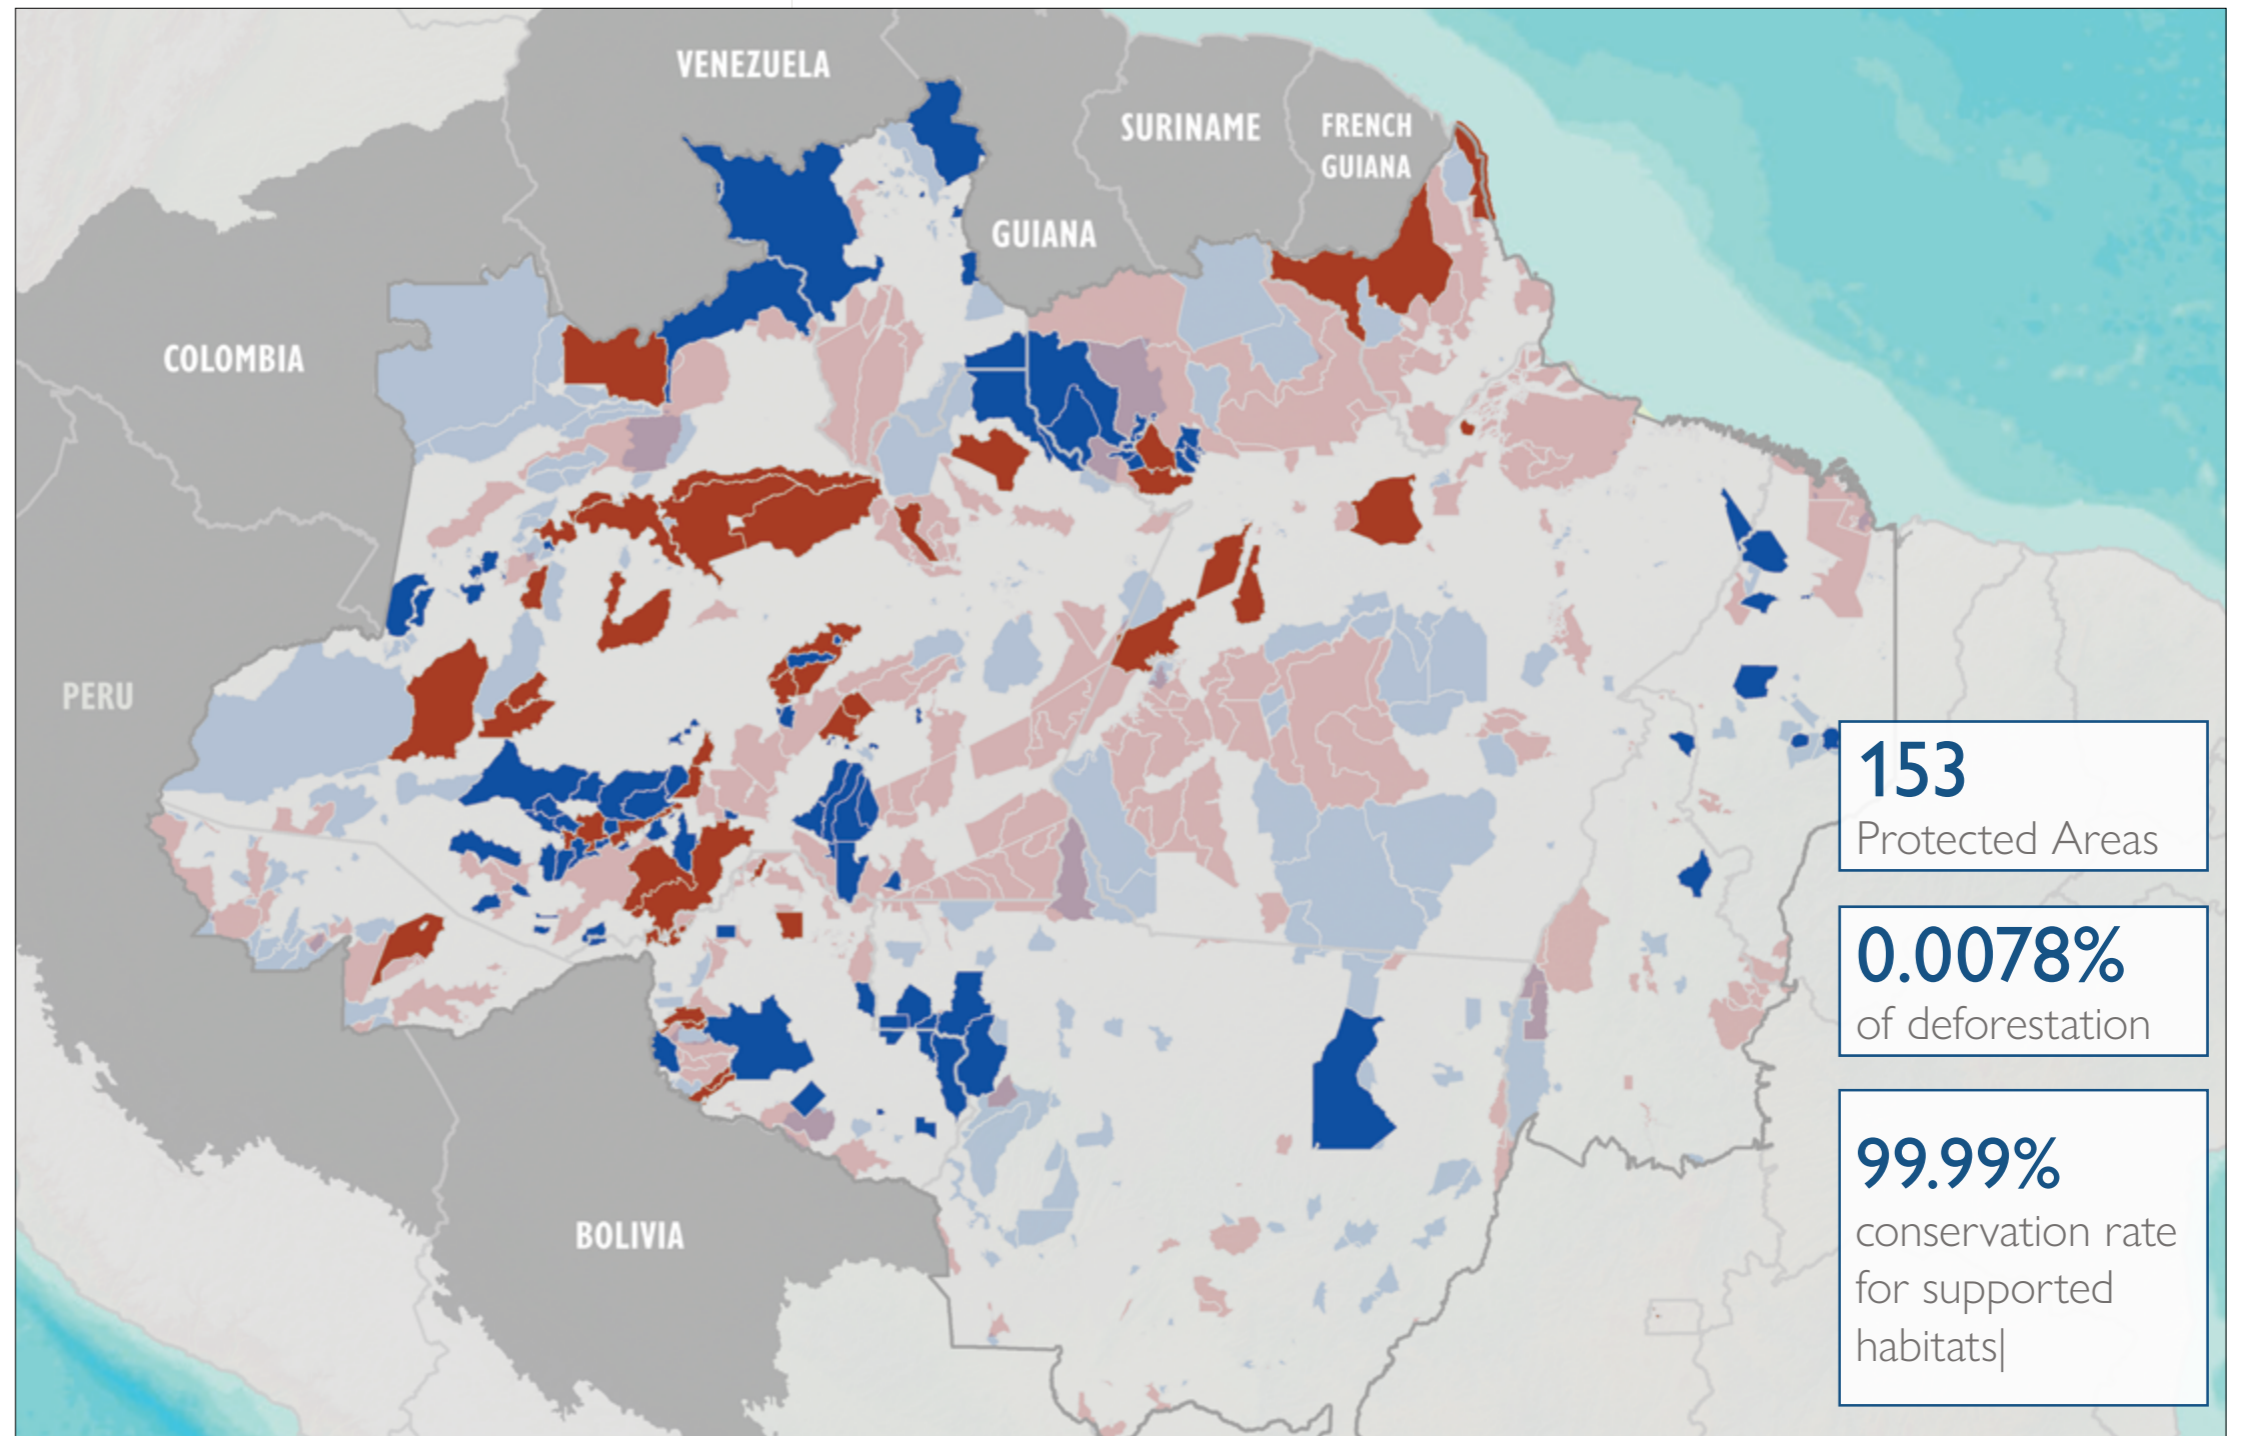 VENEZUELA
SURINAME
FRENCH
GUIANA
GUIANA
COLOMBIA
PERU
BOLIVIA
153
Protected Areas
0.0078%
of deforestation
99.99%
conservation rate
for supported
habitats|